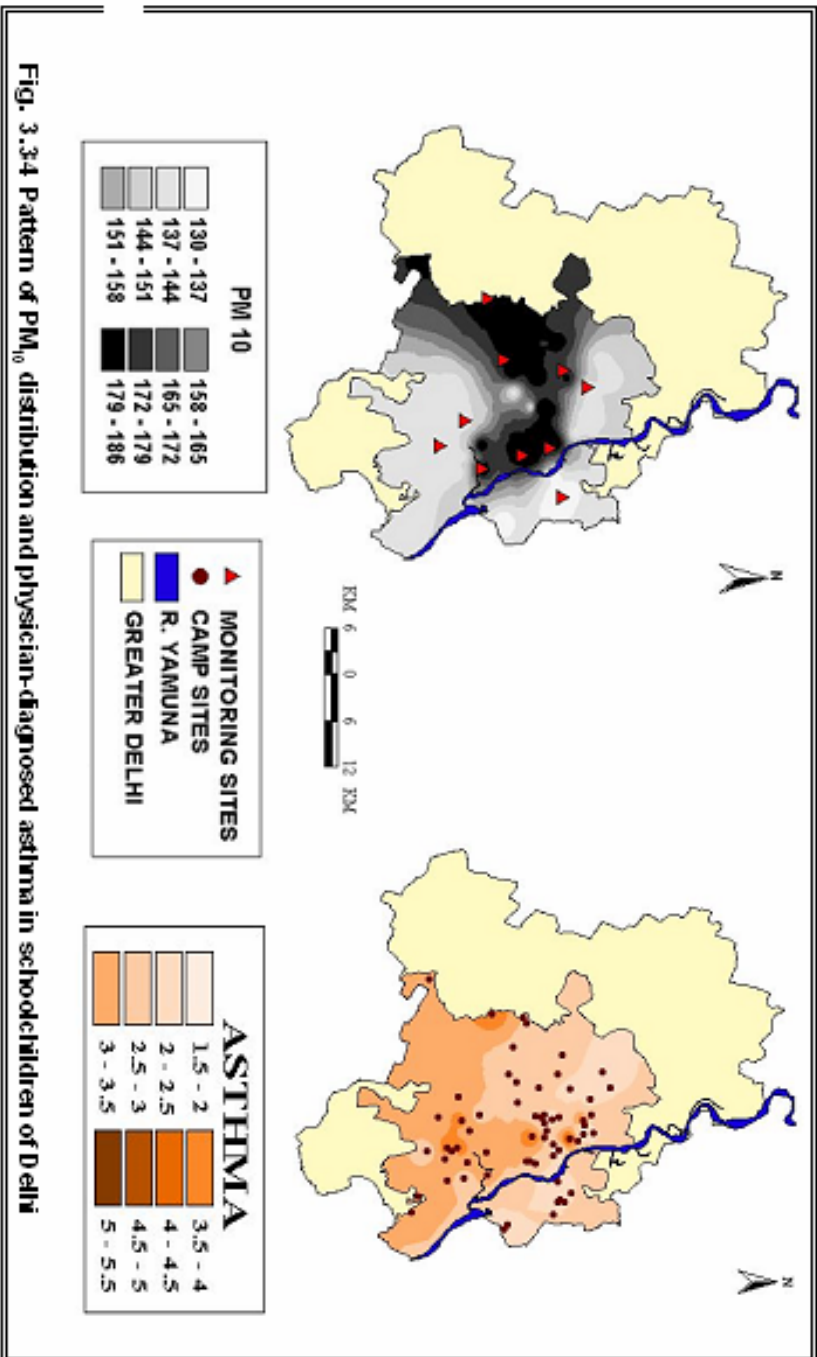 N
N
KM 6 0 6 12 KM
PM 10
130 - 137
137 - 144
144 - 151
151 - 158
158 - 165
165 - 172
172 - 179
179 - 186
MONITORING SITES
CAMP SITES
R. YAMUNA
GREATER DELHI
ASTHMA
1.5 - 2
2 - 2.5
2.5 - 3
3 - 3.5
3.5 - 4
4 - 4.5
4.5 - 5
5 - 5.5
Fig. 3.34 Pattern of PM₁₀ distribution and physician-diagnosed asthma in schoolchildren of Delhi